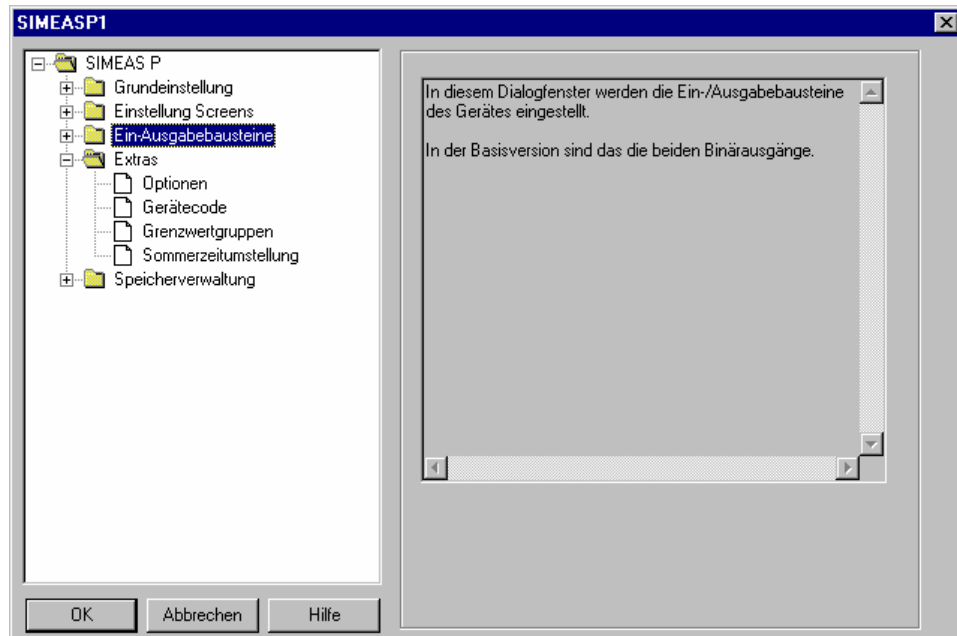 SIMEASP1
SIMEAS P
Grundeinstellung
Einstellung Screens
Ein-Ausgabebausteine
Extras
Optionen
Gerätecode
Grenzwertgruppen
Sommerzeitumstellung
Speicherverwaltung
In diesem Dialogfenster werden die Ein-/Ausgabebausteine
des Gerätes eingestellt.
In der Basisversion sind das die beiden Binärausgänge.
OK
Abbrechen
Hilfe